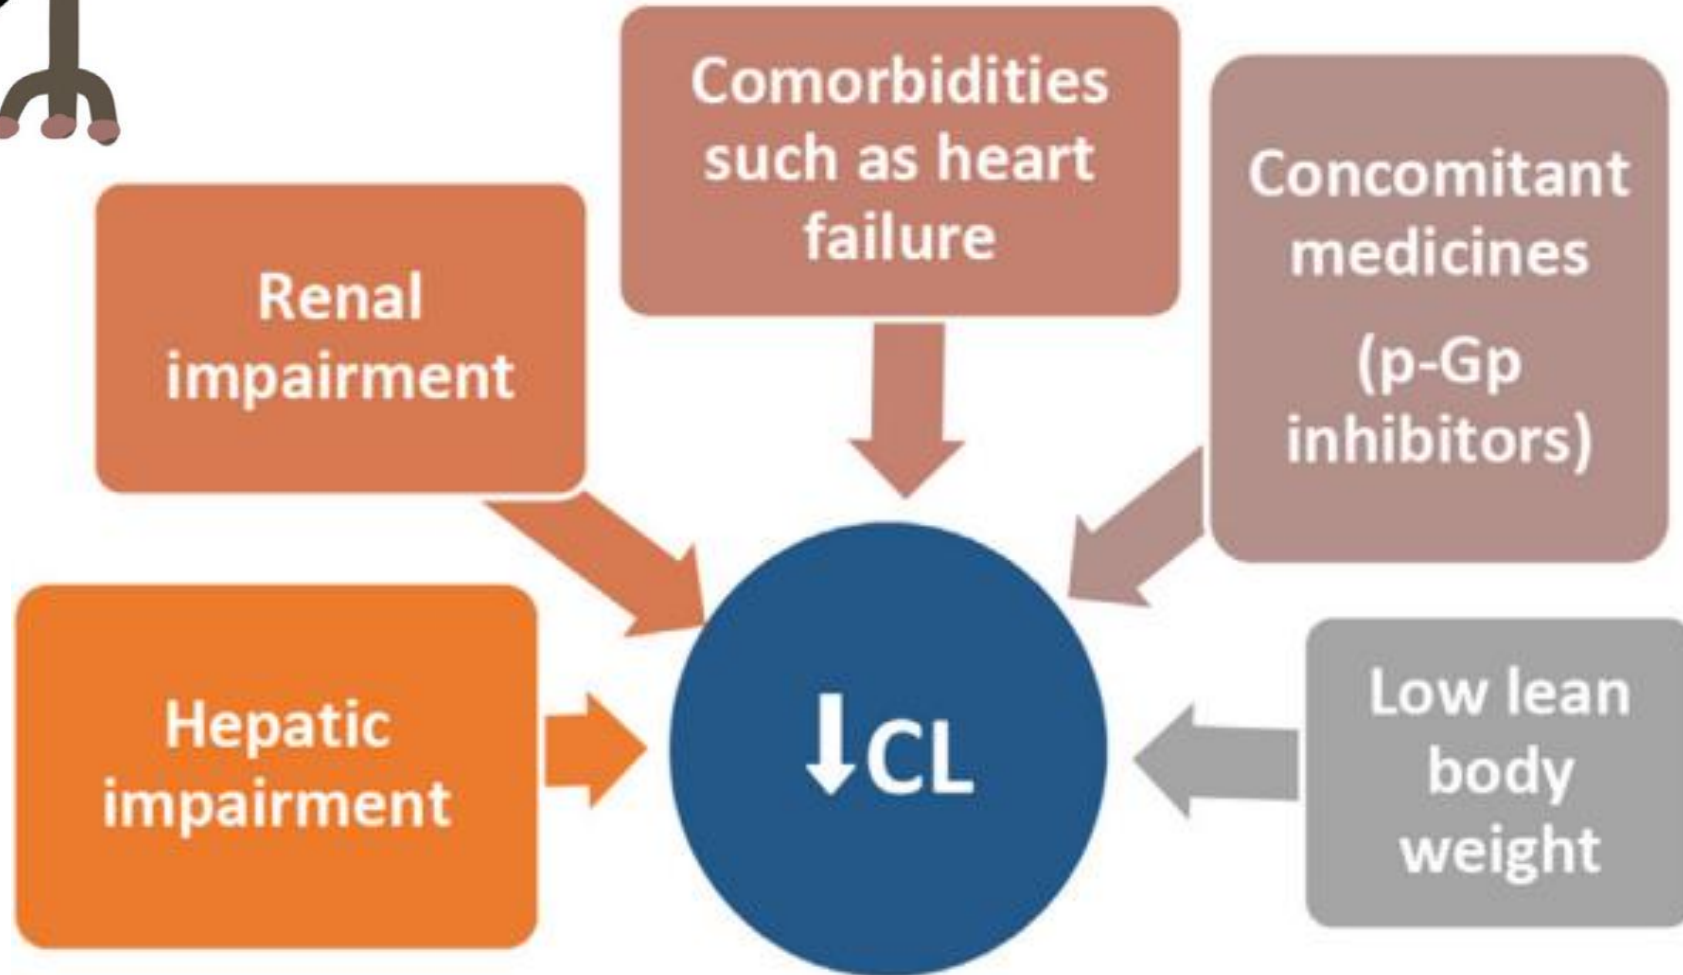 Comorbidities
such as heart
failure
Concomitant
medicines
(p-Gp
inhibitors)
Renal
impairment
Hepatic
impairment
↓CL
Low lean
body
weight